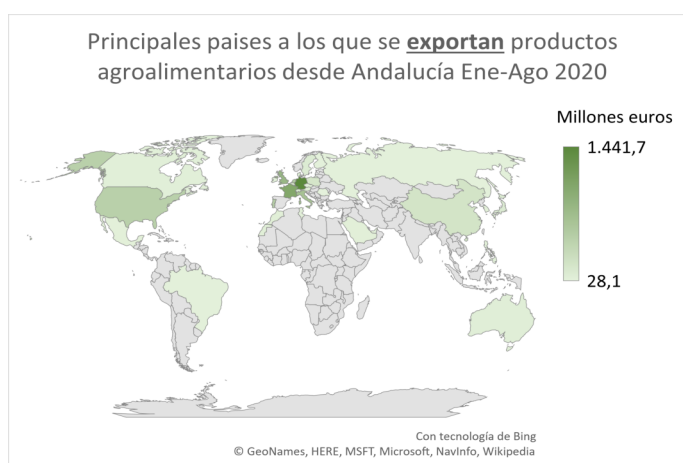 Principales paises a los que se exportan productos
agroalimentarios desde Andalucía Ene-Ago 2020
Millones euros
1.441,7
28,1
Con tecnología de Bing
© GeoNames, HERE, MSFT, Microsoft, NavInfo, Wikipedia